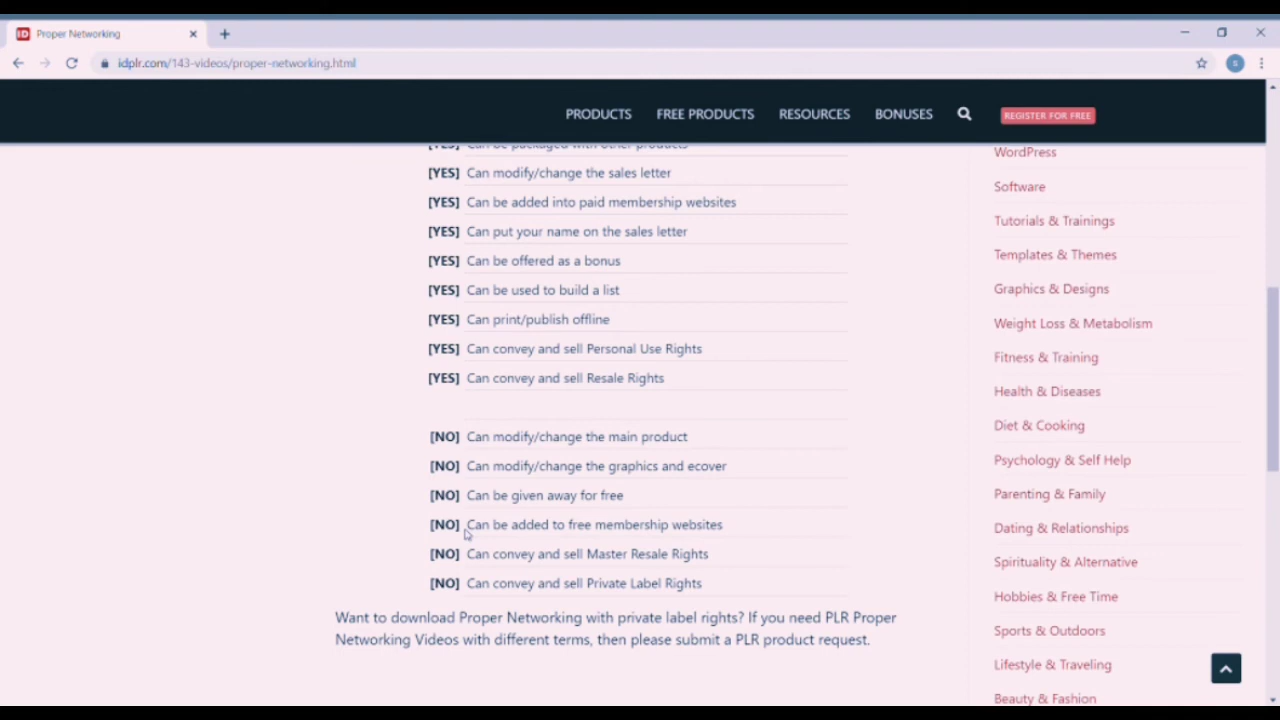 Proper Networking
idplr.com/143-videos/proper-networking.html
PRODUCTS FREE PRODUCTS RESOURCES BONUSES REGISTER FOR FREE
[YES] Can be packaged with other products
[YES] Can modify/change the sales letter
[YES] Can be added into paid membership websites
[YES] Can put your name on the sales letter
[YES] Can be offered as a bonus
[YES] Can be used to build a list
[YES] Can print/publish offline
[YES] Can convey and sell Personal Use Rights
[YES] Can convey and sell Resale Rights
[NO] Can modify/change the main product
[NO] Can modify/change the graphics and ecover
[NO] Can be given away for free
[NO] Can be added to free membership websites
[NO] Can convey and sell Master Resale Rights
[NO] Can convey and sell Private Label Rights
Want to download Proper Networking with private label rights? If you need PLR Proper
Networking Videos with different terms, then please submit a PLR product request.
WordPress
Software
Tutorials & Trainings
Templates & Themes
Graphics & Designs
Weight Loss & Metabolism
Fitness & Training
Health & Diseases
Diet & Cooking
Psychology & Self Help
Parenting & Family
Dating & Relationships
Spirituality & Alternative
Hobbies & Free Time
Sports & Outdoors
Lifestyle & Traveling
Beauty & Fashion